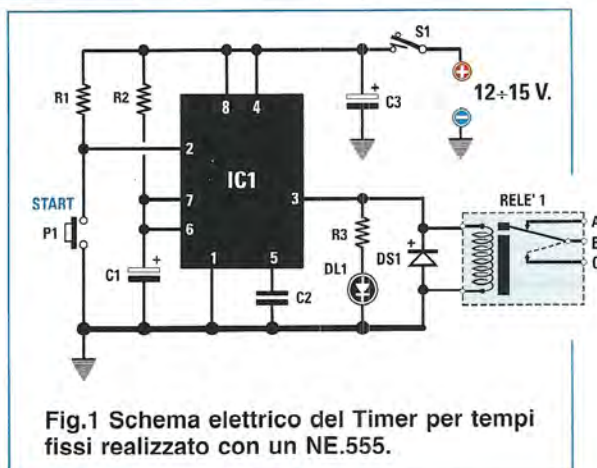 S1
R1
R2
C3
12÷15 V.
8
4
2
IC1
3
7
6
START
P1
C1
1
5
C2
R3
DL1
DS1
RELE' 1
A
B
C
Fig.1 Schema elettrico del Timer per tempi
fissi realizzato con un NE.555.